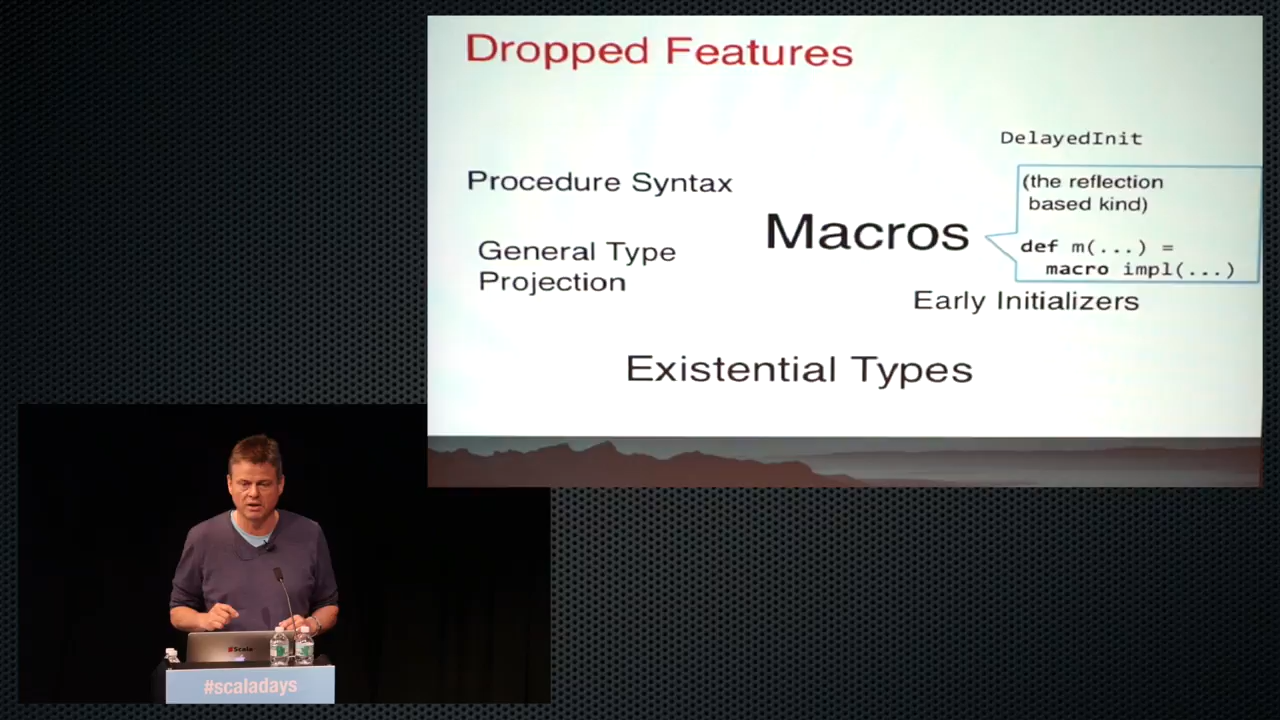 Dropped Features
DelayedInit
Procedure Syntax
(the reflection
based kind)
Macros
def m(...) =
macro impl(...)
General Type
Projection
Early Initializers
Existential Types
Scala
#scaladays